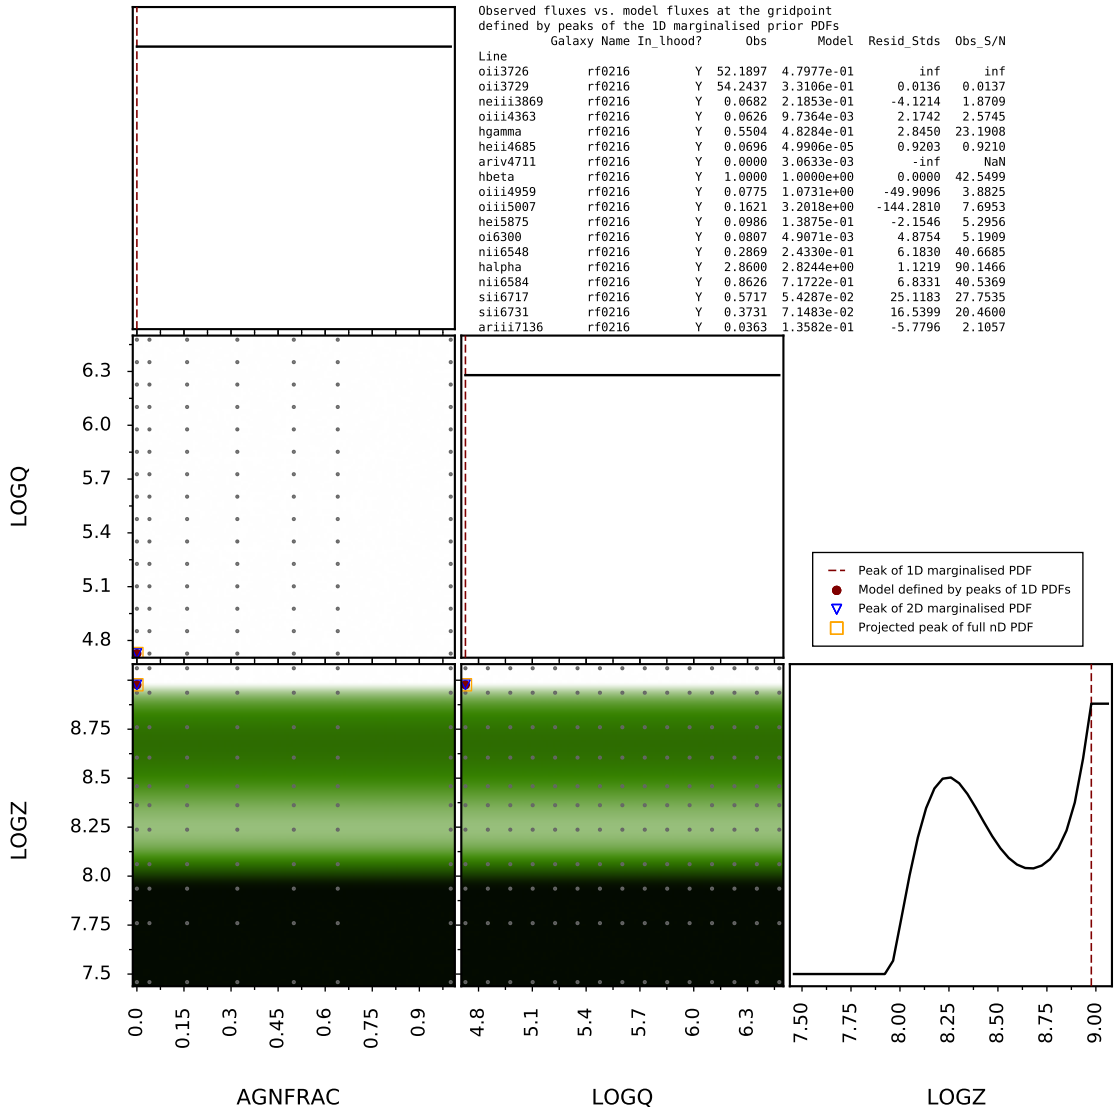 Observed fluxes vs. model fluxes at the gridpoint
defined by peaks of the 1D marginalised prior PDFs
Galaxy Name In_lhood? Obs Model Resid_Stds Obs_S/N
Line
oii3726 rf0216 Y 52.1897 4.7977e-01 inf inf
oii3729 rf0216 Y 54.2437 3.3106e-01 0.0136 0.0137
neiii3869 rf0216 Y 0.0682 2.1853e-01 -4.1214 1.8709
oiii4363 rf0216 Y 0.0626 9.7364e-03 2.1742 2.5745
hgamma rf0216 Y 0.5504 4.8284e-01 2.8450 23.1908
heii4685 rf0216 Y 0.0696 4.9906e-05 0.9203 0.9210
ariv4711 rf0216 Y 0.0000 3.0633e-03 -inf NaN
hbeta rf0216 Y 1.0000 1.0000e+00 0.0000 42.5499
oiii4959 rf0216 Y 0.0775 1.0731e+00 -49.9096 3.8825
oiii5007 rf0216 Y 0.1621 3.2018e+00 -144.2810 7.6953
hei5875 rf0216 Y 0.0986 1.3875e-01 -2.1546 5.2956
oi6300 rf0216 Y 0.0807 4.9071e-03 4.8754 5.1909
nii6548 rf0216 Y 0.2869 2.4330e-01 6.1830 40.6685
halpha rf0216 Y 2.8600 2.8244e+00 1.1219 90.1466
nii6584 rf0216 Y 0.8626 7.1722e-01 6.8331 40.5369
sii6717 rf0216 Y 0.5717 5.4287e-02 25.1183 27.7535
sii6731 rf0216 Y 0.3731 7.1483e-02 16.5399 20.4600
ariii7136 rf0216 Y 0.0363 1.3582e-01 -5.7796 2.1057
LOGQ
6.3
6.0
5.7
5.4
5.1
4.8
Peak of 1D marginalised PDF
Model defined by peaks of 1D PDFs
Peak of 2D marginalised PDF
Projected peak of full nD PDF
LOGZ
8.75
8.5
8.25
8.0
7.75
7.5
0.0 0.15 0.3 0.45 0.6 0.75 0.9
4.8 5.1 5.4 5.7 6.0 6.3
7.50 7.75 8.00 8.25 8.50 8.75 9.00
AGNFRAC LOGQ LOGZ